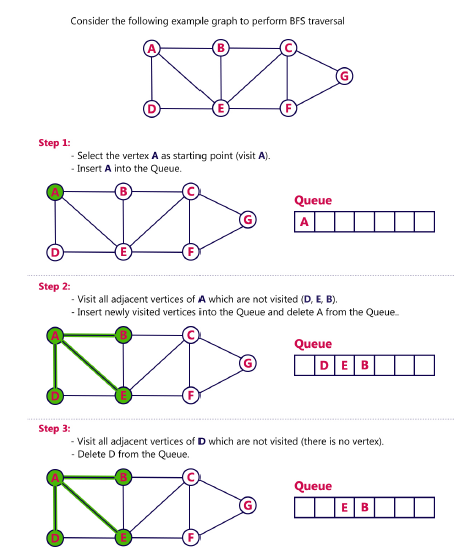 Consider the following example graph to perform BFS traversal
A B C
G
D E F
Step 1:
- Select the vertex A as starting point (visit A).
- Insert A into the Queue.
A B C
Queue
A
G
D E F
Step 2:
- Visit all adjacent vertices of A which are not visited (D, E, B).
- Insert newly visited vertices into the Queue and delete A from the Queue..
A B C
Queue
G
D E B
D E F
Step 3:
- Visit all adjacent vertices of D which are not visited (there is no vertex).
- Delete D from the Queue.
A B C
Queue
G
E B
D E F